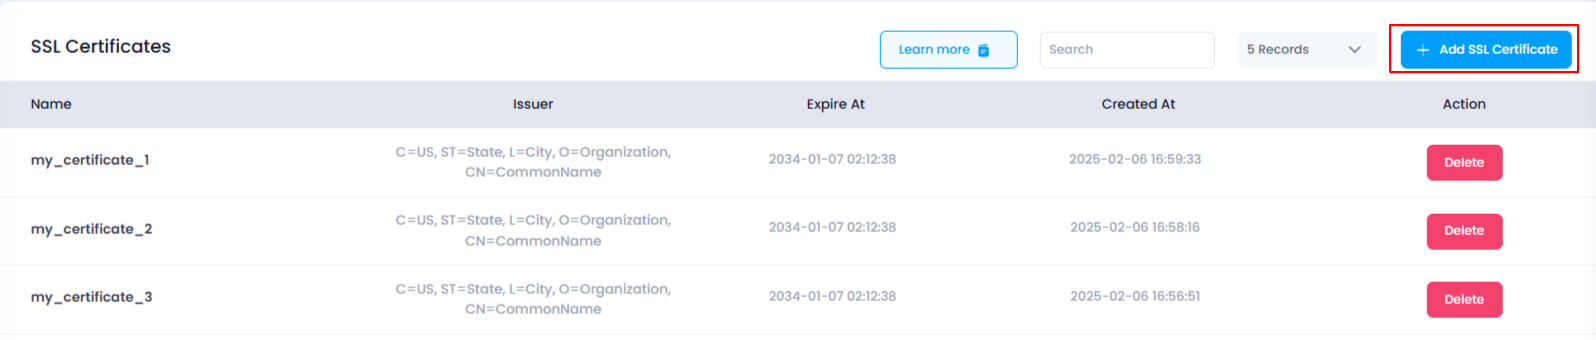 SSL Certificates
Learn more
Search
5 Records
+ Add SSL Certificate
Name Issuer Expire At Created At Action
my_certificate_1
C=US, ST=State, L=City, O=Organization,
CN=CommonName
2034-01-07 02:12:38
2025-02-06 16:59:33
Delete
my_certificate_2
C=US, ST=State, L=City, O=Organization,
CN=CommonName
2034-01-07 02:12:38
2025-02-06 16:58:16
Delete
my_certificate_3
C=US, ST=State, L=City, O=Organization,
CN=CommonName
2034-01-07 02:12:38
2025-02-06 16:56:51
Delete